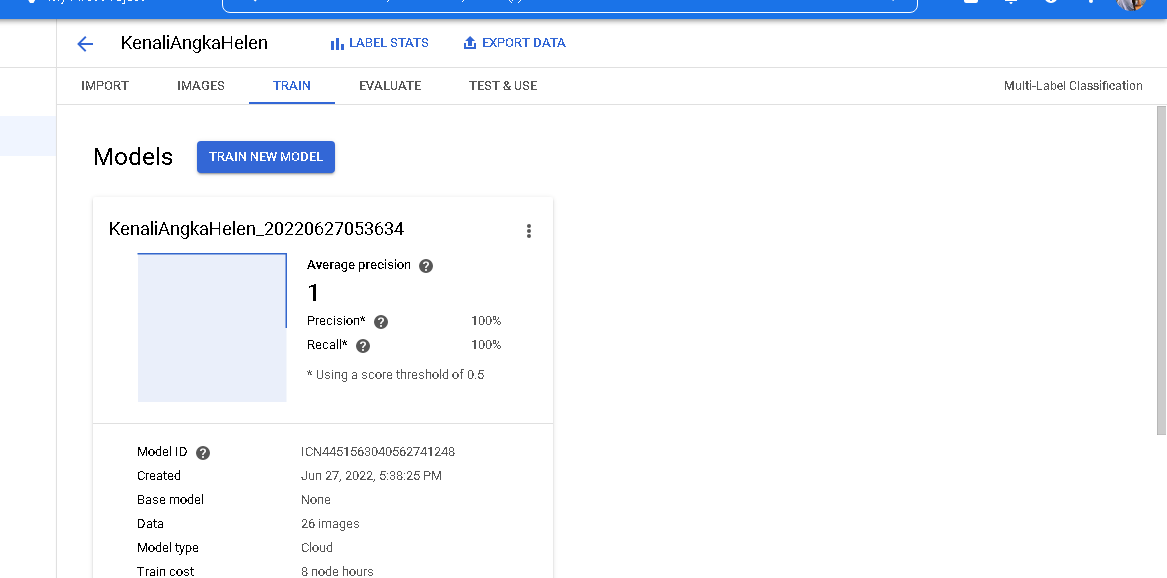 KenaliAngkaHelen LABEL STATS EXPORT DATA
IMPORT IMAGES TRAIN EVALUATE TEST & USE Multi-Label Classification
Models TRAIN NEW MODEL
KenaliAngkaHelen_20220627053634
Average precision ?
1
Precision* ? 100%
Recall* ? 100%
* Using a score threshold of 0.5
Model ID ? ICN4451563040562741248
Created Jun 27, 2022, 5:38:25 PM
Base model None
Data 26 images
Model type Cloud
Train cost 8 node hours